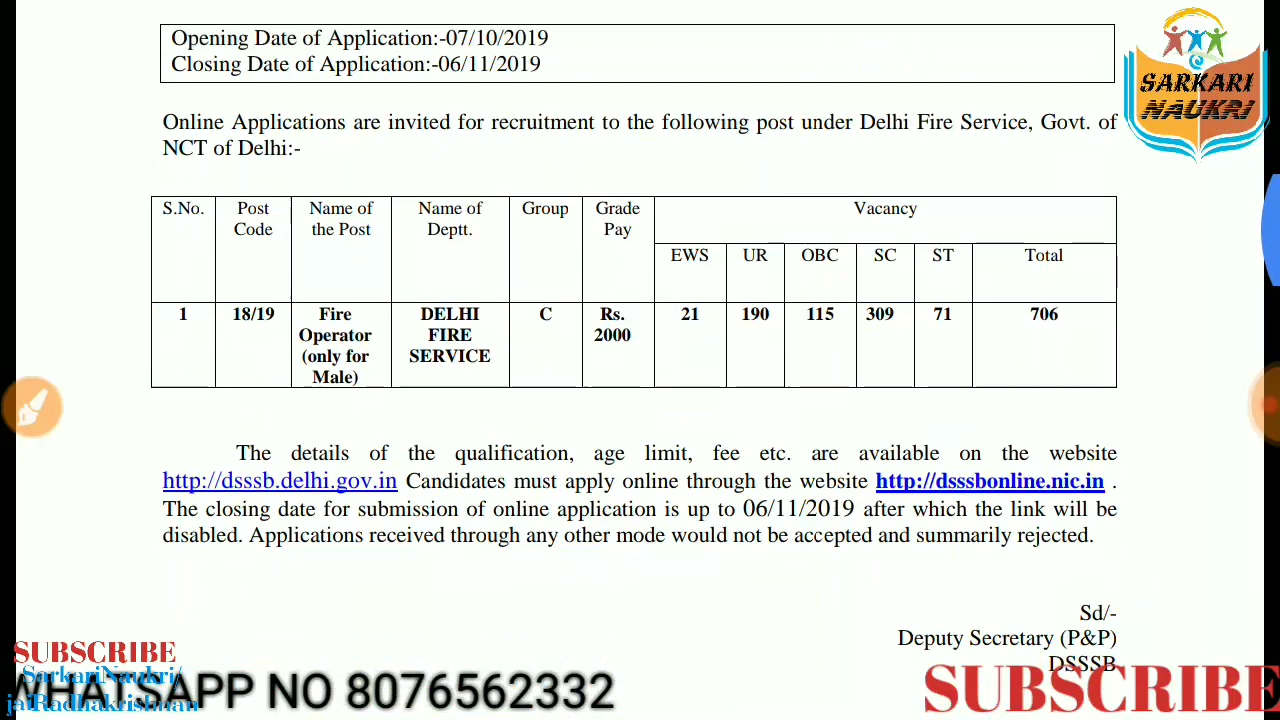 Opening Date of Application:-07/10/2019
Closing Date of Application:-06/11/2019
SARKARI
NAUKRI
Online Applications are invited for recruitment to the following post under Delhi Fire Service, Govt. of
NCT of Delhi:-
S.No. Post Code Name of the Post Name of Deptt. Group Grade Pay Vacancy
EWS UR OBC SC ST Total
1 18/19 Fire Operator (only for Male) DELHI FIRE SERVICE C Rs. 2000 21 190 115 309 71 706
The details of the qualification, age limit, fee etc. are available on the website
http://dsssb.delhi.gov.in Candidates must apply online through the website http://dsssbonline.nic.in .
The closing date for submission of online application is up to 06/11/2019 after which the link will be
disabled. Applications received through any other mode would not be accepted and summarily rejected.
Sd/-
Deputy Secretary (P&P)
DSSSB
SUBSCRIBE
SarkariNaukri/
jaiRadhakrishnan
WHATSAPP NO 8076562332
SUBSCRIBE